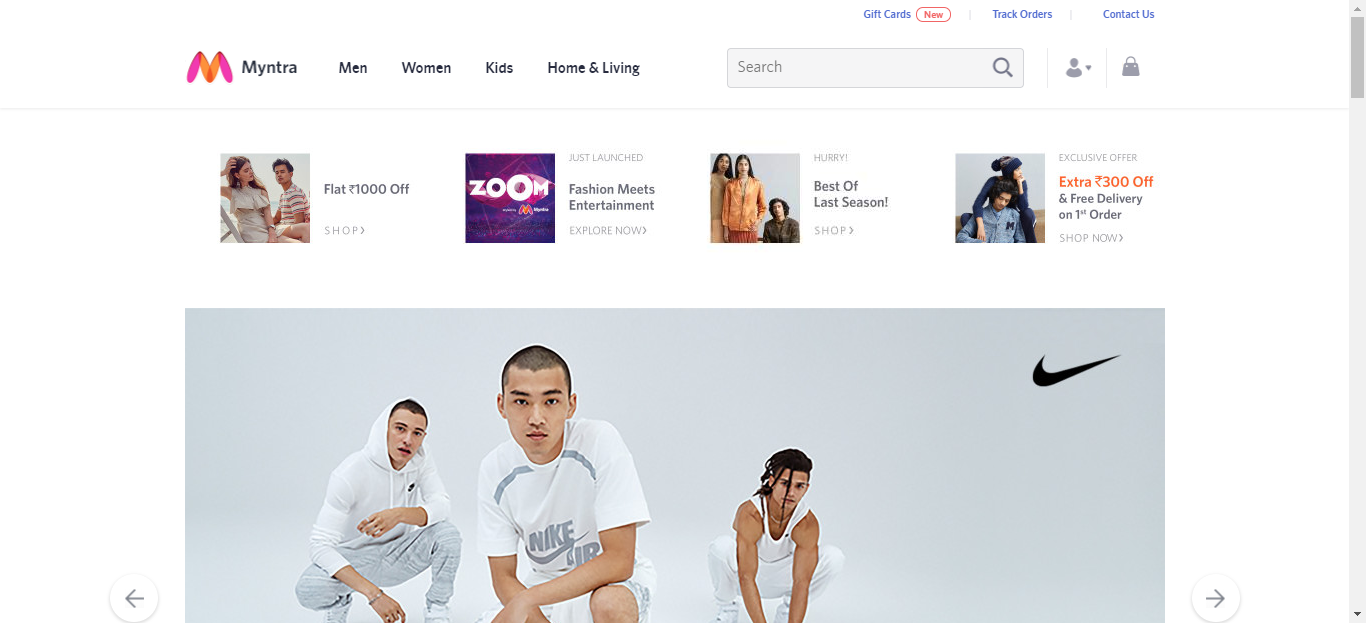 Gift Cards New Track Orders Contact Us
Myntra Men Women Kids Home & Living Search
Flat ₹1000 Off
SHOP
ZOOM
Myntra
JUST LAUNCHED
Fashion Meets
Entertainment
EXPLORE NOW
HURRY!
Best Of
Last Season!
SHOP
EXCLUSIVE OFFER
Extra ₹300 Off
& Free Delivery
on 1st Order
SHOP NOW
NIKE
AIR